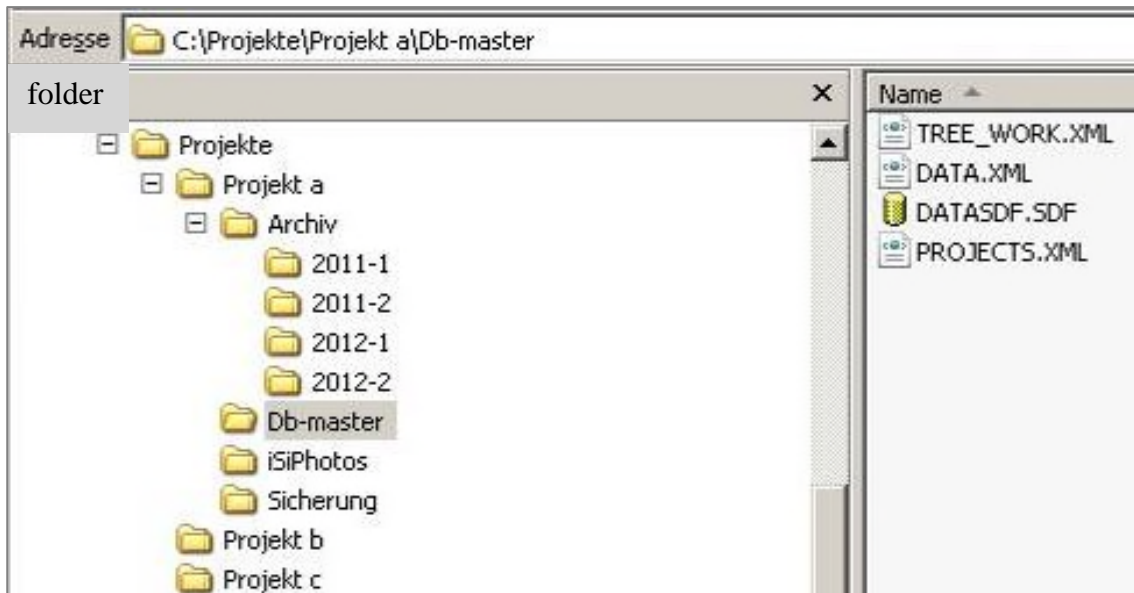 Adresse C:\Projekte\Projekt a\Db-master
folder
Projekte
Projekt a
Archiv
2011-1
2011-2
2012-1
2012-2
Db-master
iSiPhotos
Sicherung
Projekt b
Projekt c
Name
TREE_WORK.XML
DATA.XML
DATASDF.SDF
PROJECTS.XML